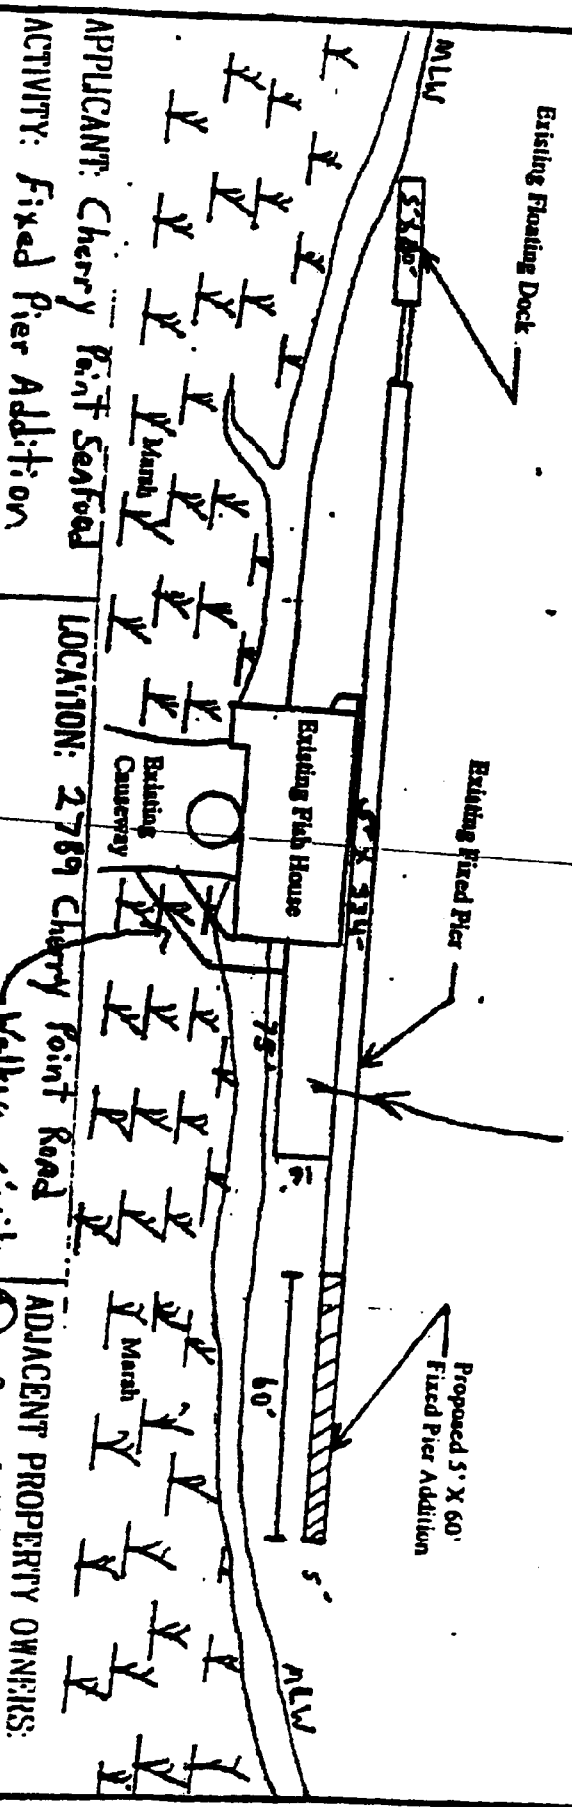 MLW
Existing Floating Dock
Existing Fixed Pier
Proposed 5' X 60'
Fixed Pier Addition
Existing Fish House
75'
60'
5'
MLW
Marsh
Existing
Causeway
Marsh
APPLICANT: Cherry Point Seafood
ACTIVITY: Fixed Pier Addition
LOCATION: 2789 Cherry Point Road
ADJACENT PROPERTY OWNERS: